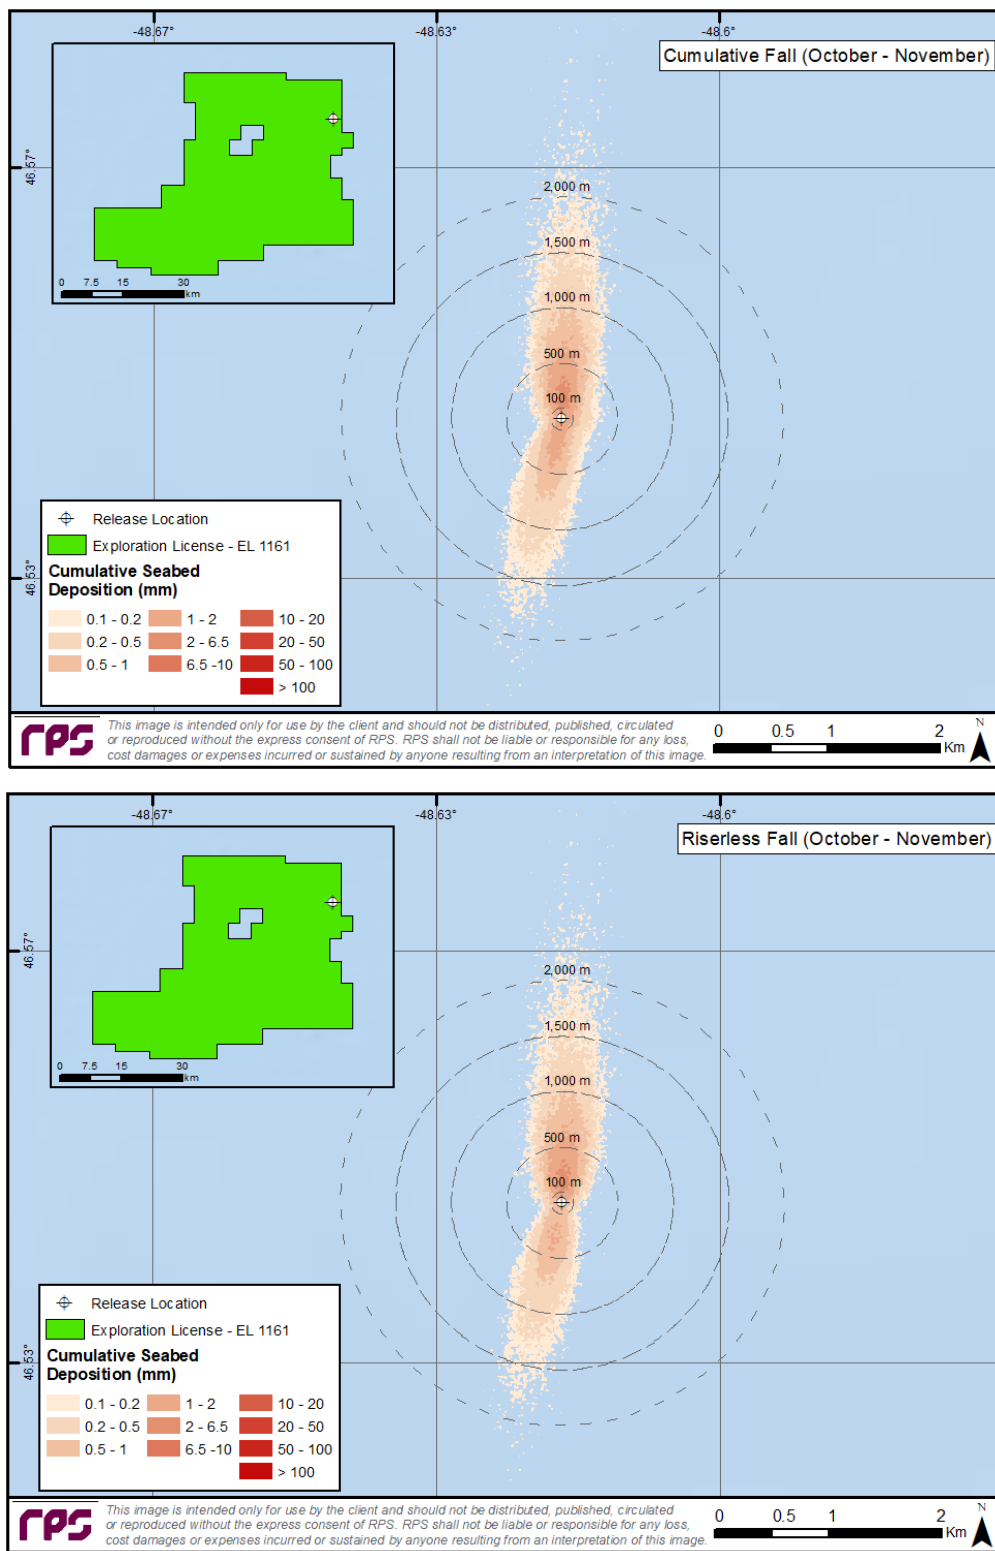 -48.67°
-48.63°
-48.6°
Cumulative Fall (October - November)
46.57°
46.53°
0 7.5 15 30
km
2,000 m
1,500 m
1,000 m
500 m
100 m
Release Location
Exploration License - EL 1161
Cumulative Seabed
Deposition (mm)
0.1 - 0.2 1 - 2 10 - 20
0.2 - 0.5 2 - 6.5 20 - 50
0.5 - 1 6.5 -10 50 - 100
> 100
rps
This image is intended only for use by the client and should not be distributed, published, circulated
or reproduced without the express consent of RPS. RPS shall not be liable or responsible for any loss,
cost damages or expenses incurred or sustained by anyone resulting from an interpretation of this image.
0 0.5 1 2
Km
N
-48.67°
-48.63°
-48.6°
Riserless Fall (October - November)
46.57°
46.53°
0 7.5 15 30
km
2,000 m
1,500 m
1,000 m
500 m
100 m
Release Location
Exploration License - EL 1161
Cumulative Seabed
Deposition (mm)
0.1 - 0.2 1 - 2 10 - 20
0.2 - 0.5 2 - 6.5 20 - 50
0.5 - 1 6.5 -10 50 - 100
> 100
rps
This image is intended only for use by the client and should not be distributed, published, circulated
or reproduced without the express consent of RPS. RPS shall not be liable or responsible for any loss,
cost damages or expenses incurred or sustained by anyone resulting from an interpretation of this image.
0 0.5 1 2
Km
N